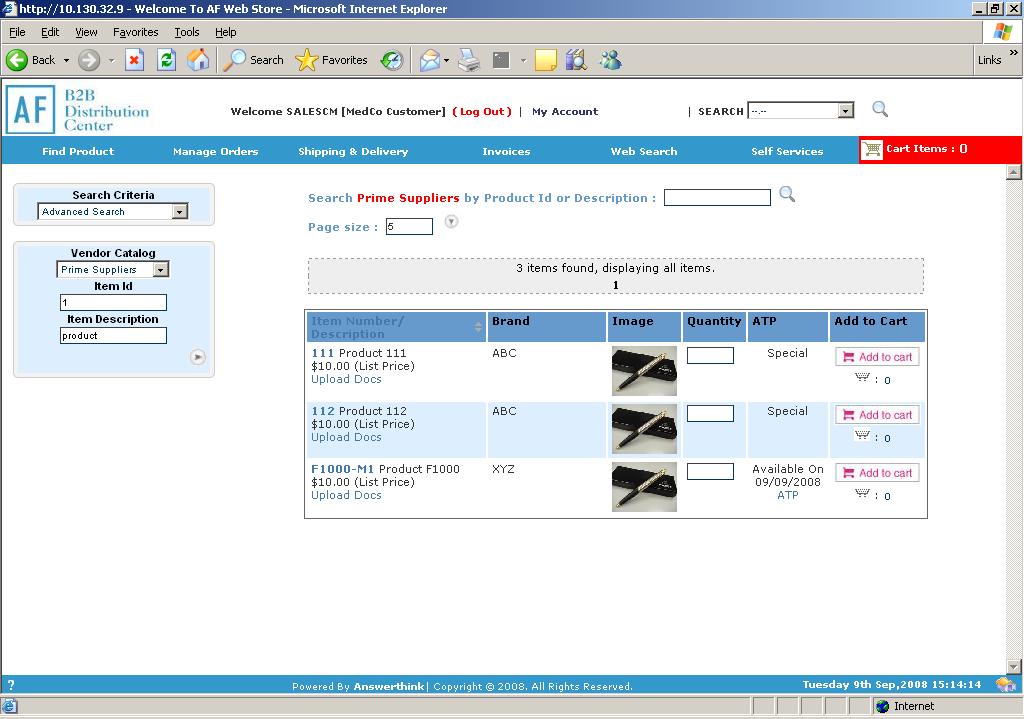 http://10.130.32.9 - Welcome To AF Web Store - Microsoft Internet Explorer
File Edit View Favorites Tools Help
Back Search Favorites Links »
AF B2B
Distribution
Center
Welcome SALESCM [MedCo Customer] ( Log Out ) | My Account | SEARCH --.--
Find Product Manage Orders Shipping & Delivery Invoices Web Search Self Services Cart Items : 0
Search Criteria
Advanced Search
Vendor Catalog
Prime Suppliers
Item Id
1
Item Description
product
Search Prime Suppliers by Product Id or Description :
Page size : 5
3 items found, displaying all items.
1
Item Number/
Description Brand Image Quantity ATP Add to Cart
111 Product 111 ABC Special Add to cart
$10.00 (List Price)
Upload Docs : 0
112 Product 112 ABC Special Add to cart
$10.00 (List Price)
Upload Docs : 0
F1000-M1 Product F1000 XYZ Available On Add to cart
$10.00 (List Price) 09/09/2008
Upload Docs ATP : 0
? Powered By Answerthink | Copyright © 2008. All Rights Reserved. Tuesday 9th Sep,2008 15:14:14
Internet